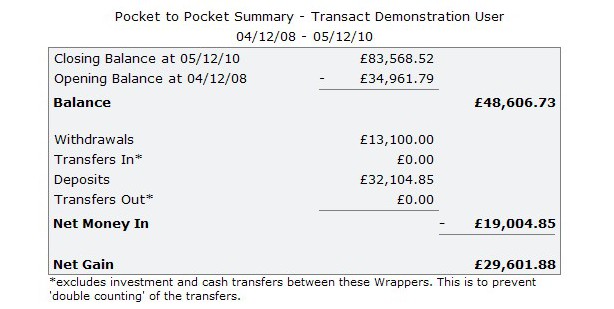 Pocket to Pocket Summary - Transact Demonstration User
04/12/08 - 05/12/10
Closing Balance at 05/12/10 £83,568.52
Opening Balance at 04/12/08 - £34,961.79
Balance £48,606.73
Withdrawals £13,100.00
Transfers In* £0.00
Deposits £32,104.85
Transfers Out* £0.00
Net Money In - £19,004.85
Net Gain £29,601.88
*excludes investment and cash transfers between these Wrappers. This is to prevent
'double counting' of the transfers.